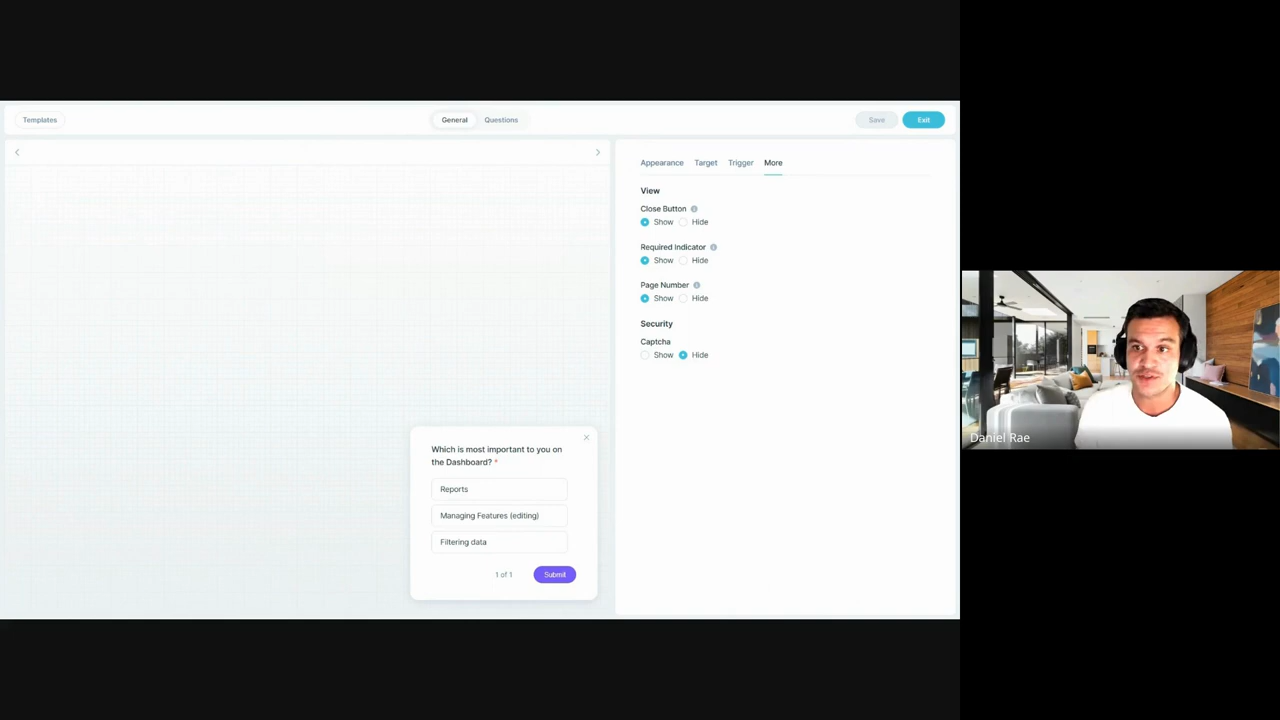 Templates
General Questions
Save Exit
Appearance Target Trigger More
View
Close Button
Show Hide
Required Indicator
Show Hide
Page Number
Show Hide
Security
Captcha
Show Hide
Which is most important to you on
the Dashboard? *
Reports
Managing Features (editing)
Filtering data
1 of 1 Submit
Daniel Rae